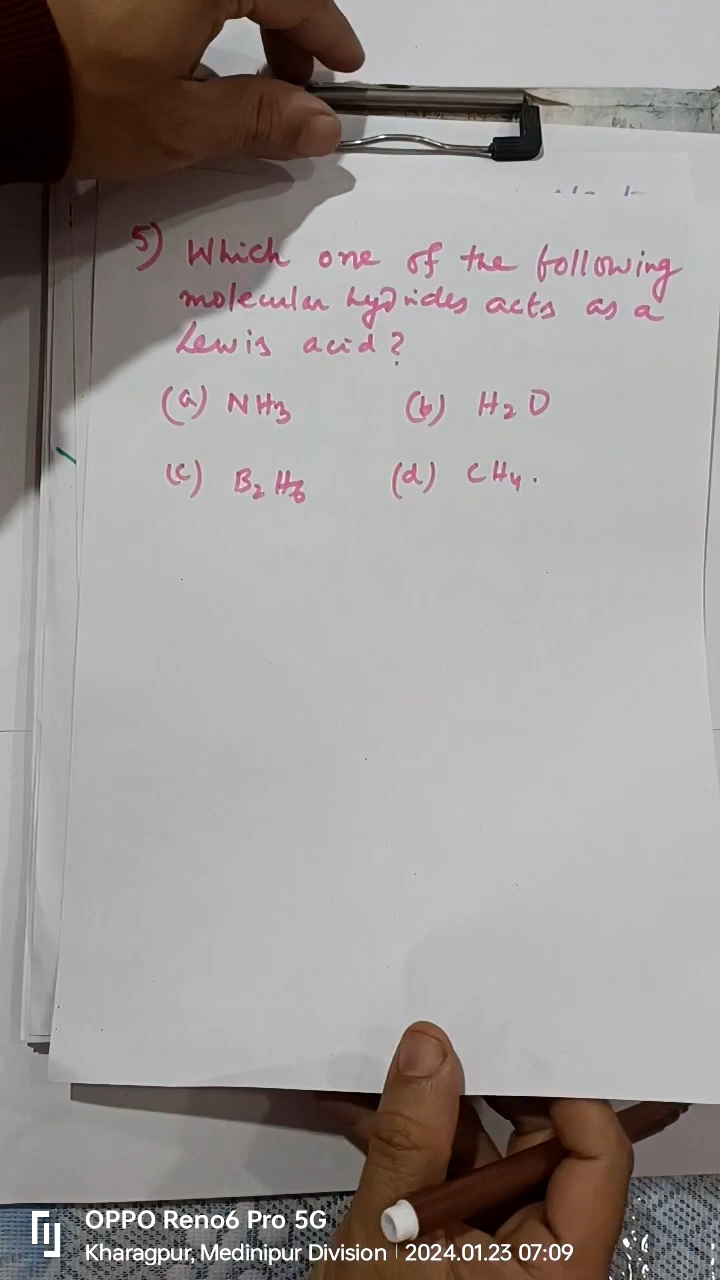 5) Which one of the following
molecular hydrides acts as a
Lewis acid?
(a) NH3 (b) H2O
(c) B2H6 (d) CH4.
OPPO Reno6 Pro 5G
Kharagpur, Medinipur Division | 2024.01.23 07:09